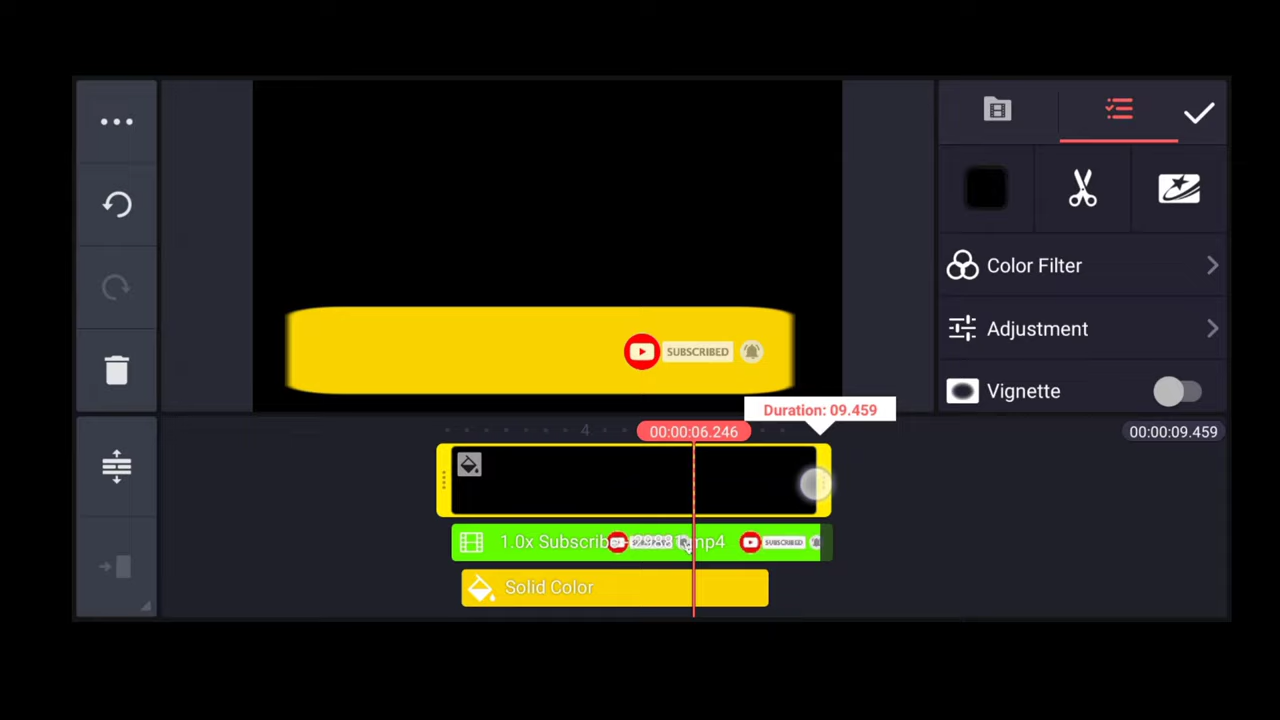 Color Filter
Adjustment
SUBSCRIBED
Vignette
Duration: 09.459
4
00:00:06.246
00:00:09.459
1.0x Subscribe
mp4
SUBSCRIBED
Solid Color